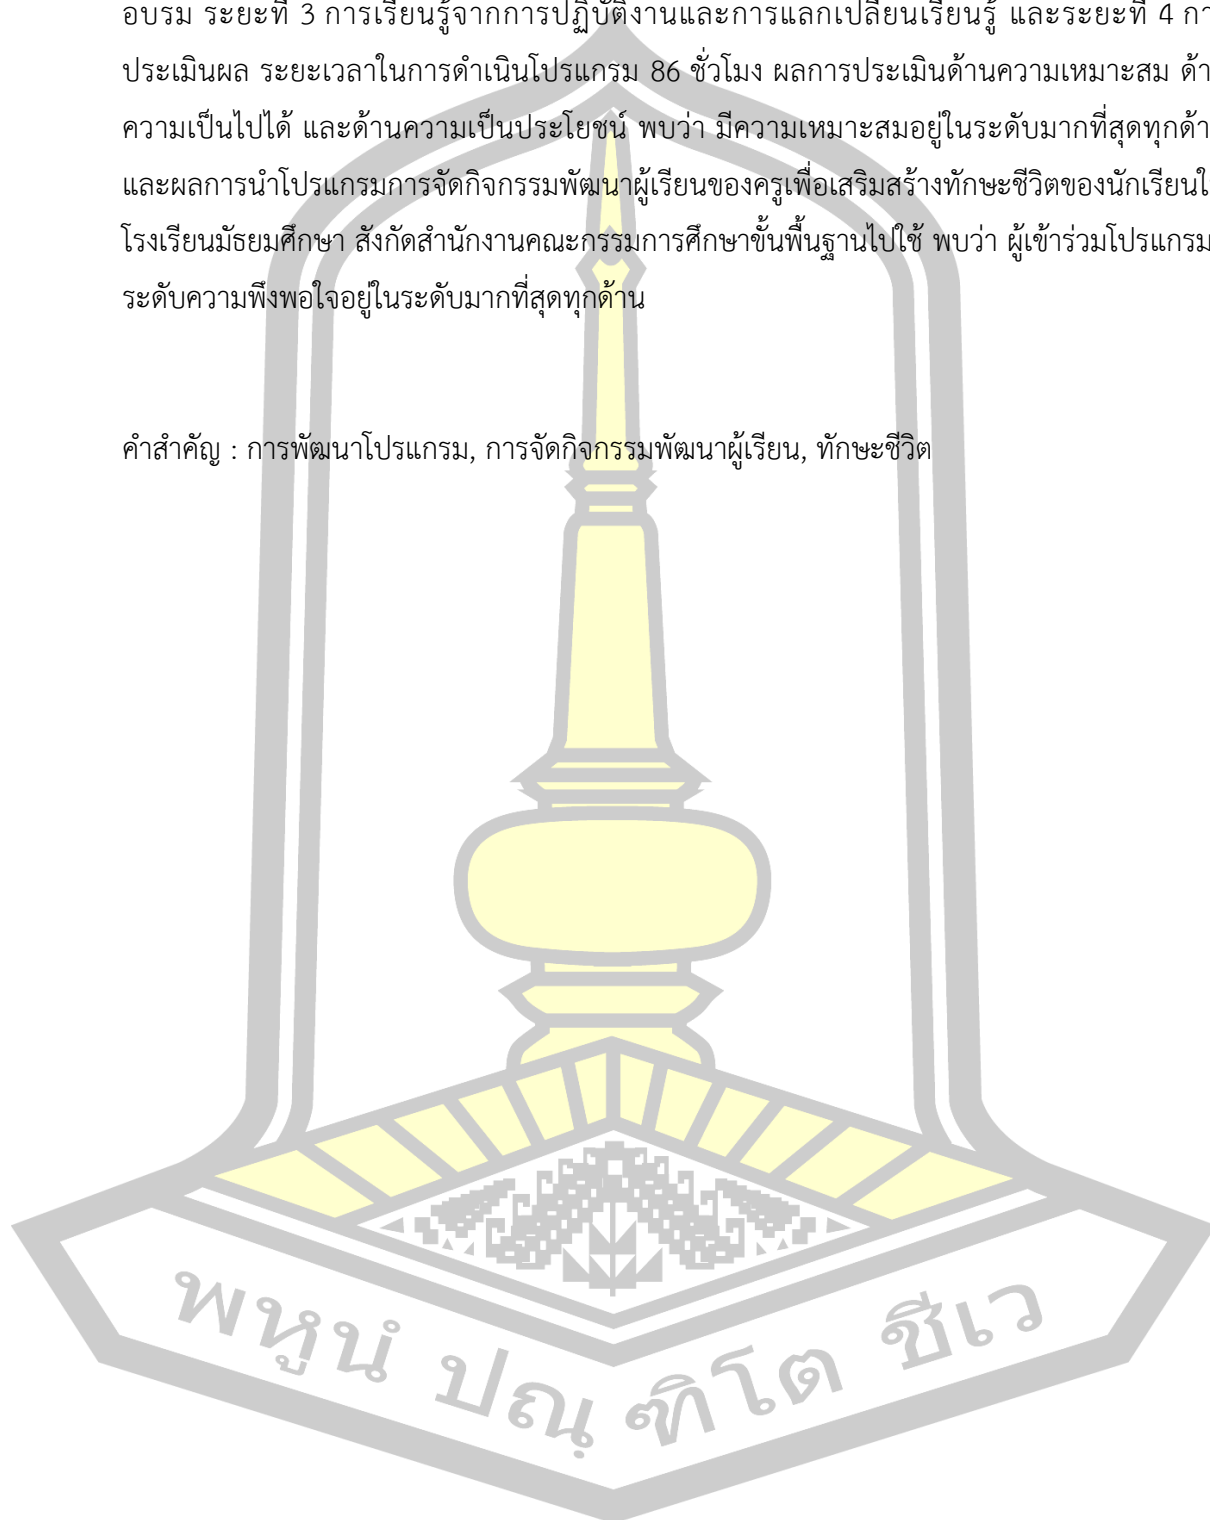 อบรม ระยะที่ 3 การเรียนรู้จากการปฏิบัติงานและการแลกเปลี่ยนเรียนรู้ และระยะที่ 4 กา
ประเมินผล ระยะเวลาในการดำเนินโปรแกรม 86 ชั่วโมง ผลการประเมินด้านความเหมาะสม ด้า
ความเป็นไปได้ และด้านความเป็นประโยชน์ พบว่า มีความเหมาะสมอยู่ในระดับมากที่สุดทุกด้า
และผลการนำโปรแกรมการจัดกิจกรรมพัฒนาผู้เรียนของครูเพื่อเสริมสร้างทักษะชีวิตของนักเรียนใ
โรงเรียนมัธยมศึกษา สังกัดสำนักงานคณะกรรมการศึกษาขั้นพื้นฐานไปใช้ พบว่า ผู้เข้าร่วมโปรแกรม
ระดับความพึงพอใจอยู่ในระดับมากที่สุดทุกด้าน
คำสำคัญ : การพัฒนาโปรแกรม, การจัดกิจกรรมพัฒนาผู้เรียน, ทักษะชีวิต
พหูนํ ปณฺฑิโต ชีเว